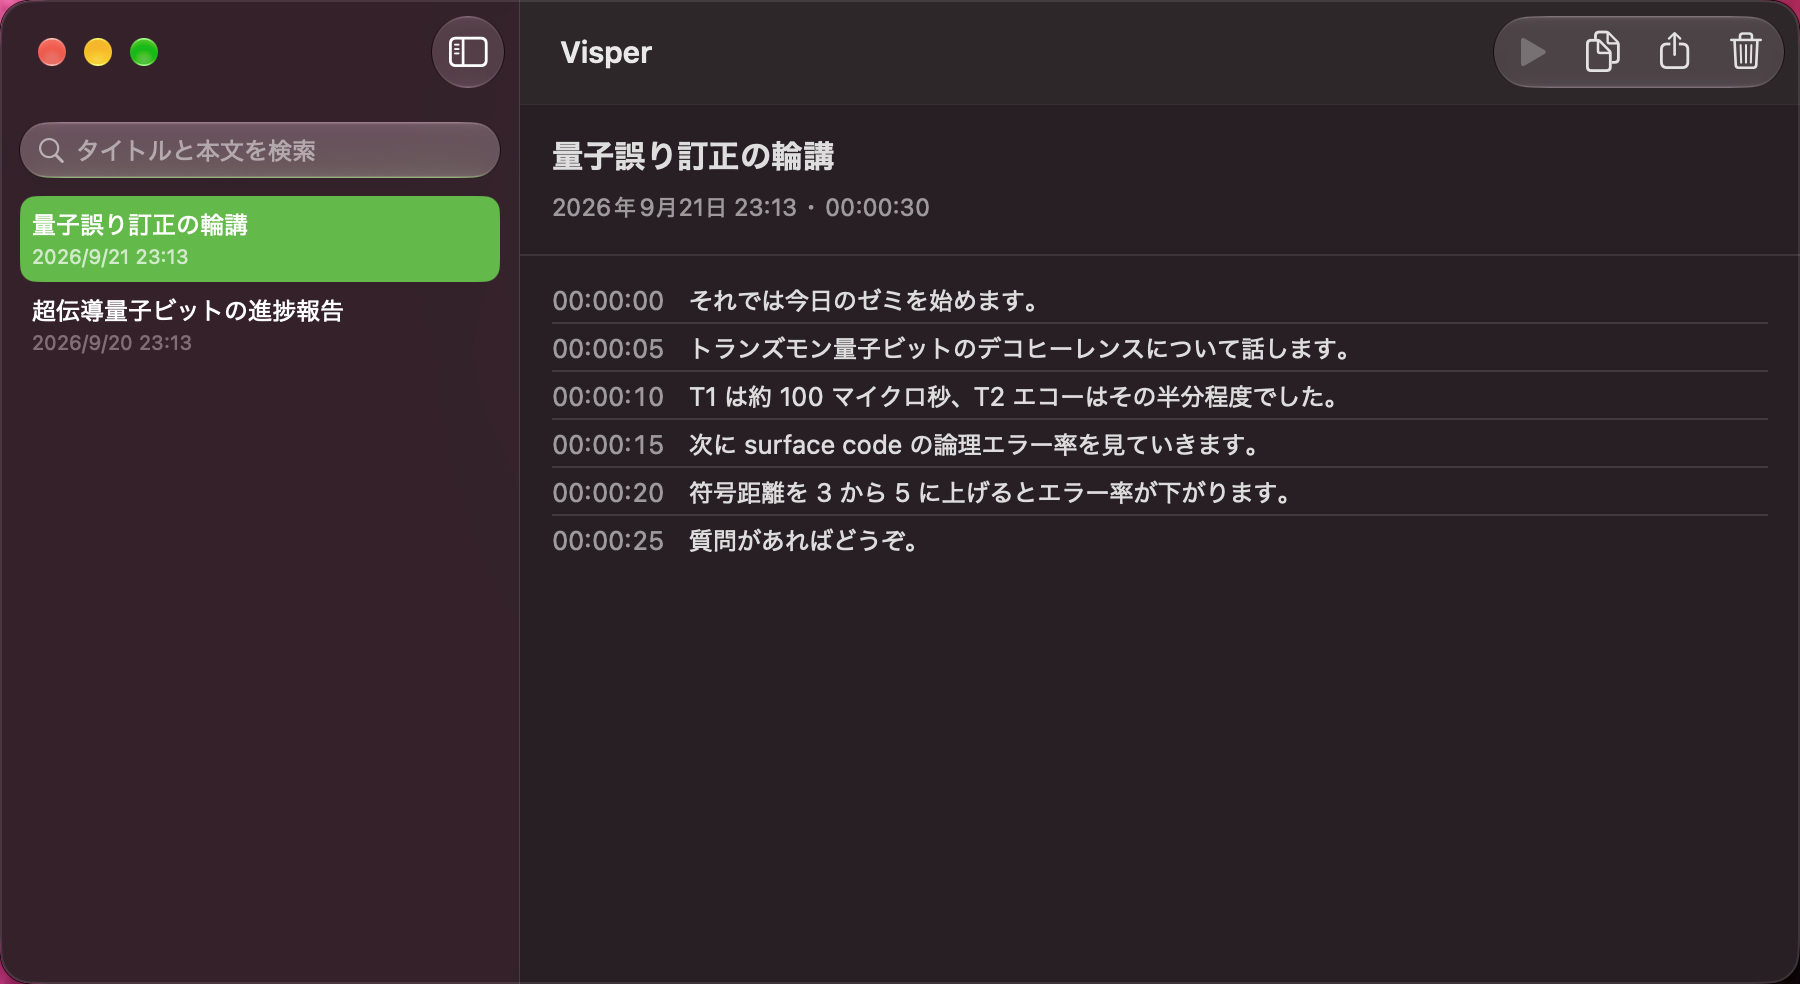 Visper
タイトルと本文を検索
量子誤り訂正の輪講
2026/9/21 23:13
超伝導量子ビットの進捗報告
2026/9/20 23:13
量子誤り訂正の輪講
2026年9月21日 23:13・00:00:30
00:00:00 それでは今日のゼミを始めます。
00:00:05 トランズモン量子ビットのデコヒーレンスについて話します。
00:00:10 T1 は約 100 マイクロ秒、T2 エコーはその半分程度でした。
00:00:15 次に surface code の論理エラー率を見ていきます。
00:00:20 符号距離を 3 から 5 に上げるとエラー率が下がります。
00:00:25 質問があればどうぞ。